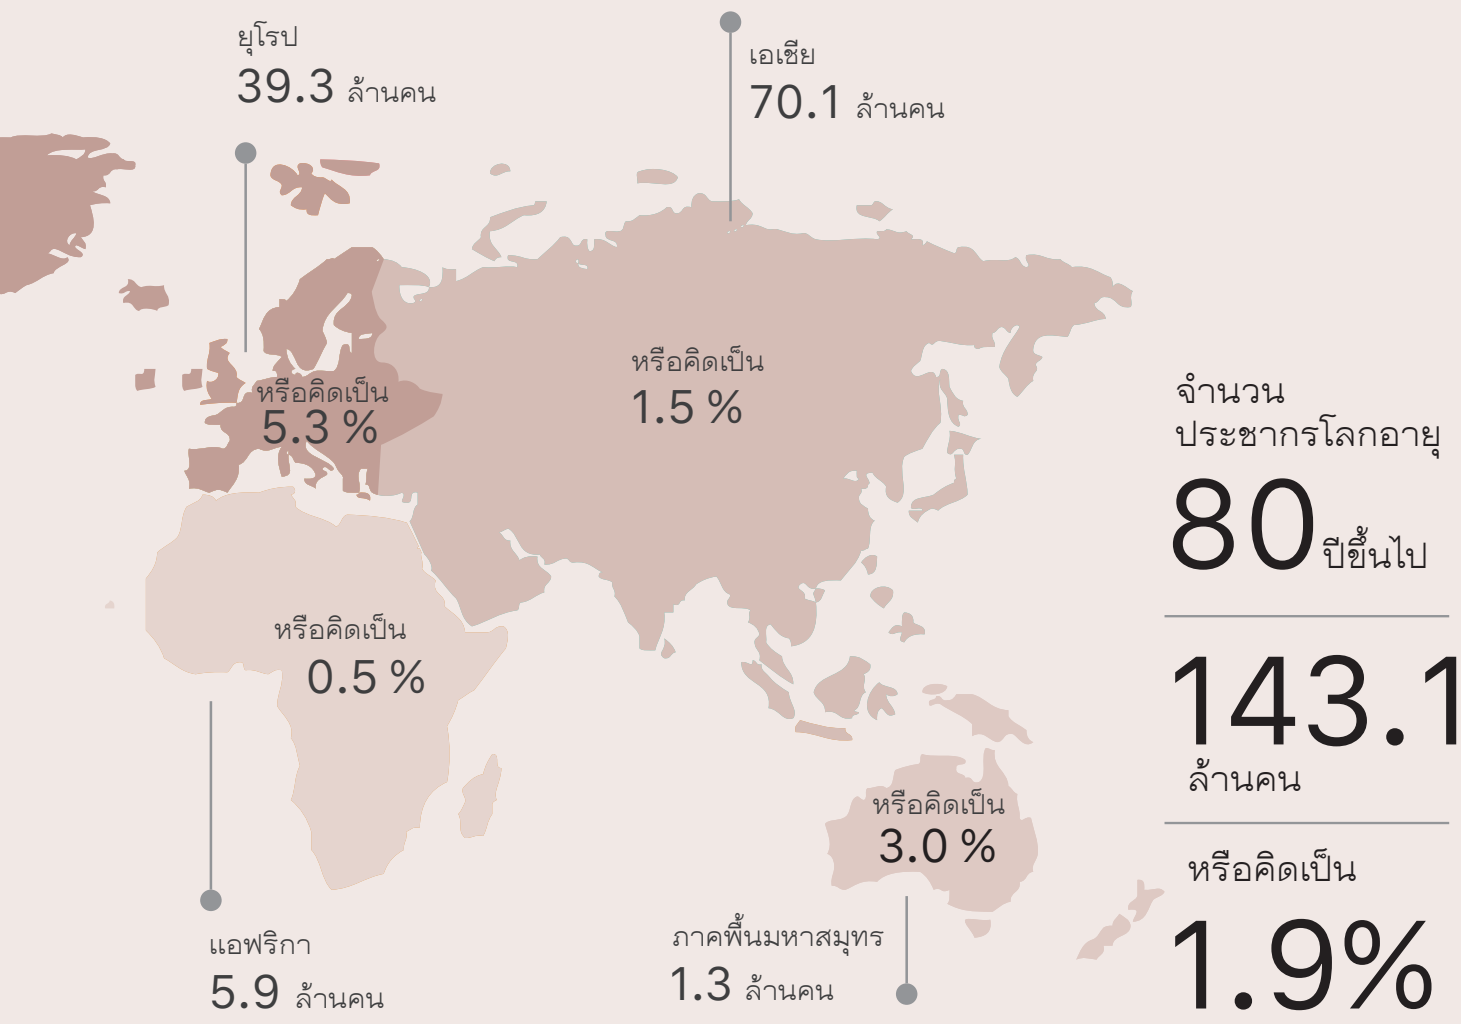 ยุโรป
39.3 ล้านคน
เอเชีย
70.1 ล้านคน
หรือคิดเป็น
5.3 %
หรือคิดเป็น
1.5 %
หรือคิดเป็น
0.5 %
หรือคิดเป็น
3.0 %
แอฟริกา
5.9 ล้านคน
ภาคพื้นมหาสมุทร
1.3 ล้านคน
จำนวน
ประชากรโลกอายุ
80 ปีขึ้นไป
143.1
ล้านคน
หรือคิดเป็น
1.9%